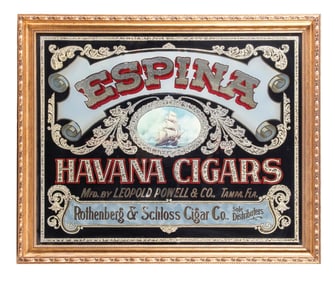 ESPINA
HAVANA CIGARS
MFD. BY LEOPOLD POWELL & CO., TAMPA, FLA.
Rothenberg & Schloss Cigar Co., Sole Distributers